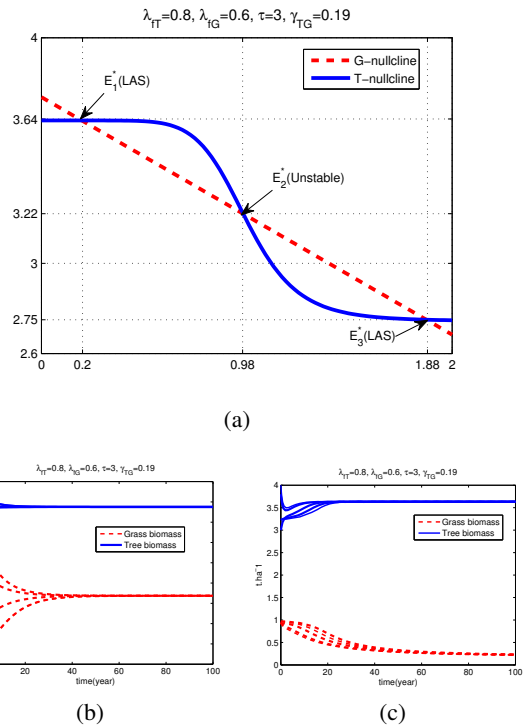 λfT=0.8, λfG=0.6, τ=3, γTG=0.19
4
3.64
3.22
3
2.75
2.6
0 0.2 0.98 1.88 2
G−nullcline
T−nullcline
E*1(LAS)
E*2(Unstable)
E*3(LAS)
(a)
λfT=0.8, λfG=0.6, τ=3, γTG=0.19
Grass biomass
Tree biomass
20 40 60 80 100
time(year)
(b)
λfT=0.8, λfG=0.6, τ=3, γTG=0.19
4
3.5
3
2.5
2
1.5
1
0.5
0
t.ha−1
Grass biomass
Tree biomass
0 20 40 60 80 100
time(year)
(c)